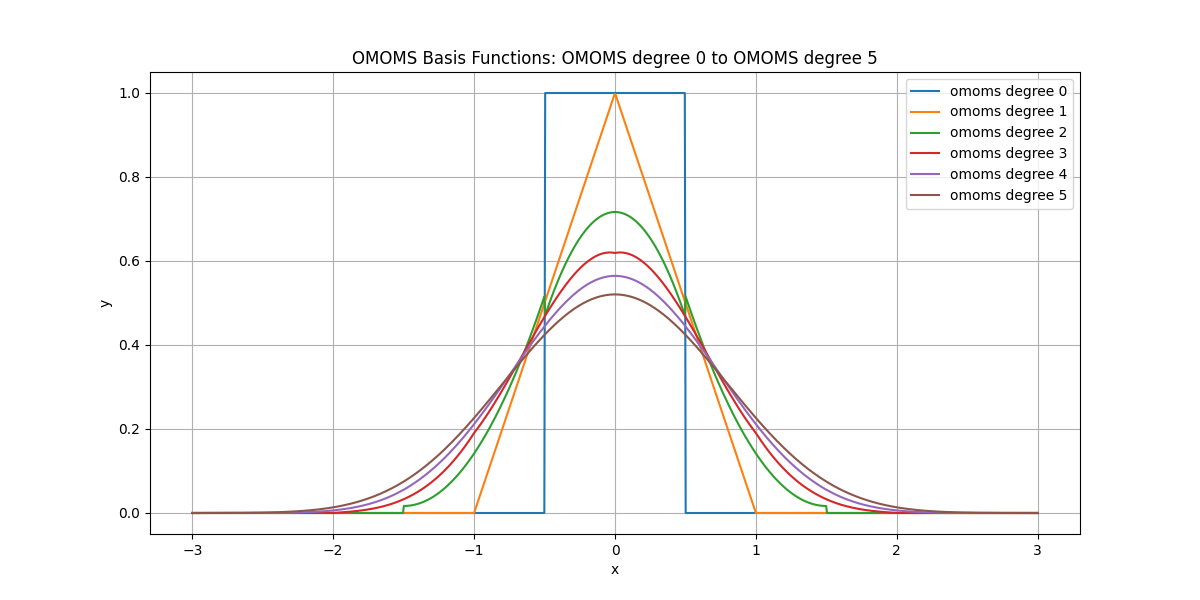 OMOMS Basis Functions: OMOMS degree 0 to OMOMS degree 5
omoms degree 0
omoms degree 1
omoms degree 2
omoms degree 3
omoms degree 4
omoms degree 5
1.0
0.8
0.6
0.4
0.2
0.0
y
−3 −2 −1 0 1 2 3
x